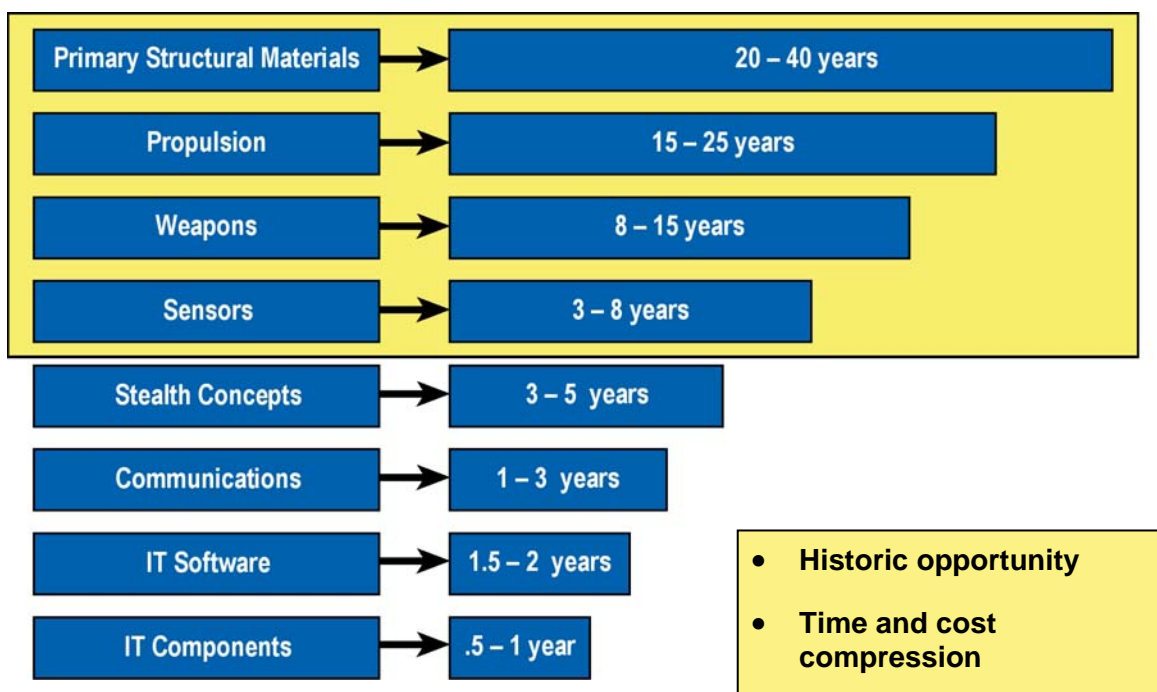 Primary Structural Materials 20 – 40 years
Propulsion 15 – 25 years
Weapons 8 – 15 years
Sensors 3 – 8 years
Stealth Concepts 3 – 5 years
Communications 1 – 3 years
IT Software 1.5 – 2 years
IT Components .5 – 1 year
• Historic opportunity
• Time and cost
compression